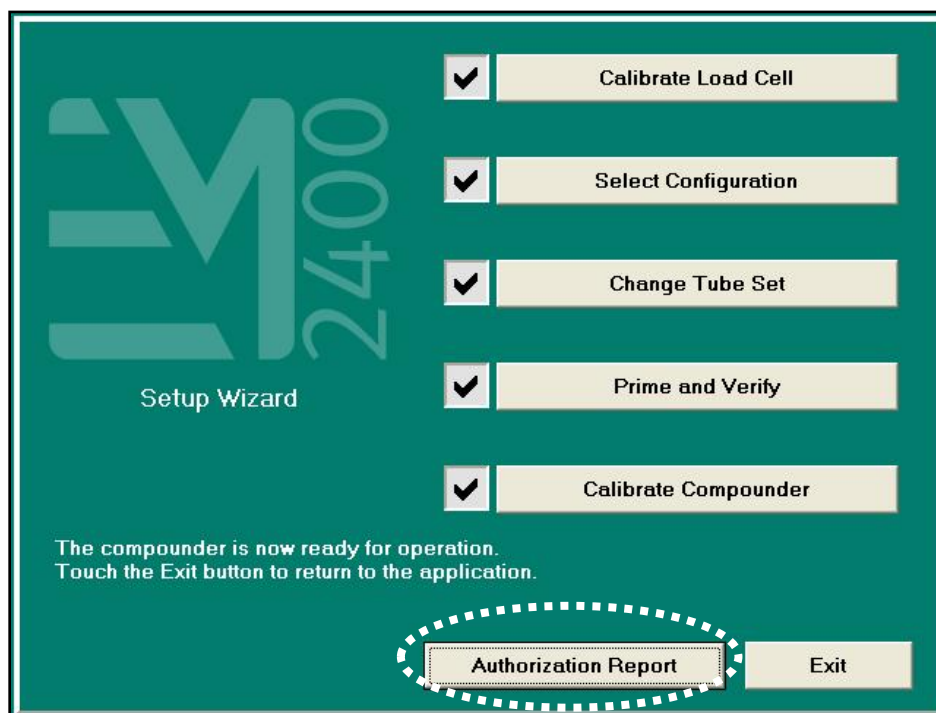 EM
2400
Setup Wizard
Calibrate Load Cell
Select Configuration
Change Tube Set
Prime and Verify
Calibrate Compounder
The compounder is now ready for operation.
Touch the Exit button to return to the application.
Authorization Report
Exit